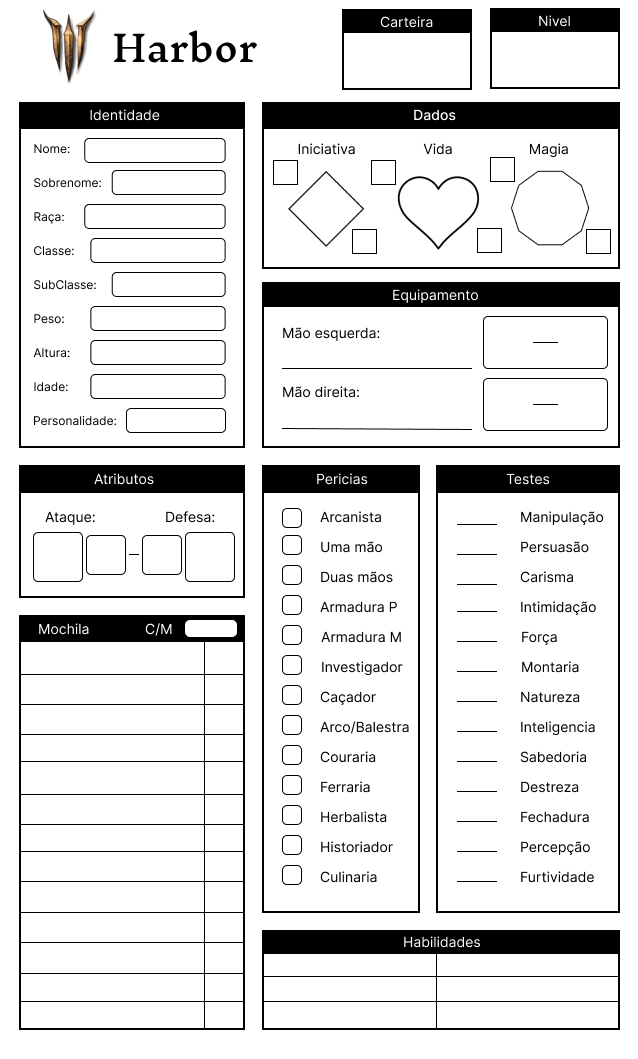 Harbor
Carteira
Nivel
Identidade
Nome:
Sobrenome:
Raça:
Classe:
SubClasse:
Peso:
Altura:
Idade:
Personalidade:
Dados
Iniciativa
Vida
Magia
Equipamento
Mão esquerda:
Mão direita:
Atributos
Ataque:
Defesa:
Mochila
C/M
Pericias
Arcanista
Uma mão
Duas mãos
Armadura P
Armadura M
Investigador
Caçador
Arco/Balestra
Couraria
Ferraria
Herbalista
Historiador
Culinaria
Testes
Manipulação
Persuasão
Carisma
Intimidação
Força
Montaria
Natureza
Inteligencia
Sabedoria
Destreza
Fechadura
Percepção
Furtividade
Habilidades